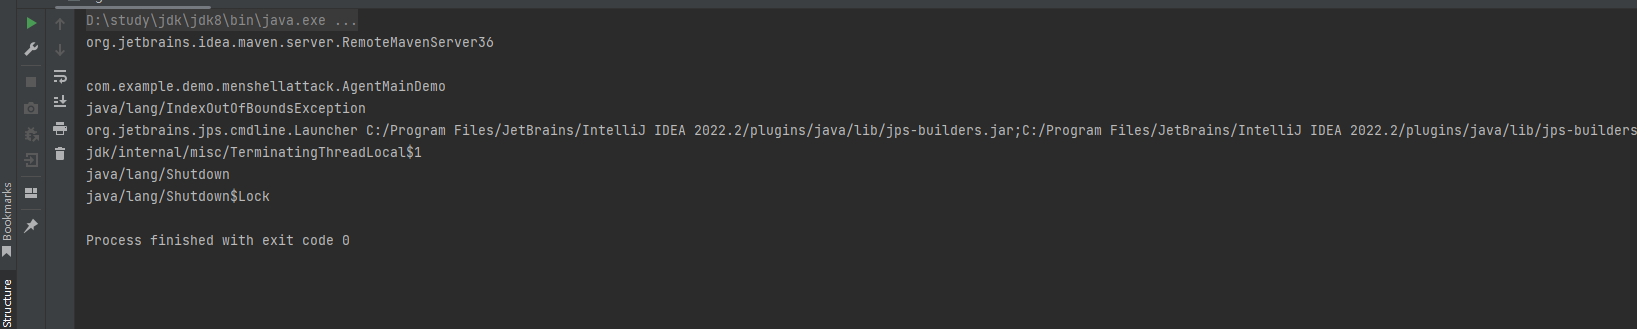 D:\study\jdk\jdk8\bin\java.exe ...
org.jetbrains.idea.maven.server.RemoteMavenServer36
com.example.demo.menshellattack.AgentMainDemo
java/lang/IndexOutOfBoundsException
org.jetbrains.jps.cmdline.Launcher C:/Program Files/JetBrains/IntelliJ IDEA 2022.2/plugins/java/lib/jps-builders.jar;C:/Program Files/JetBrains/IntelliJ IDEA 2022.2/plugins/java/lib/jps-builders
jdk/internal/misc/TerminatingThreadLocal$1
java/lang/Shutdown
java/lang/Shutdown$Lock
Process finished with exit code 0
Bookmarks
Structure